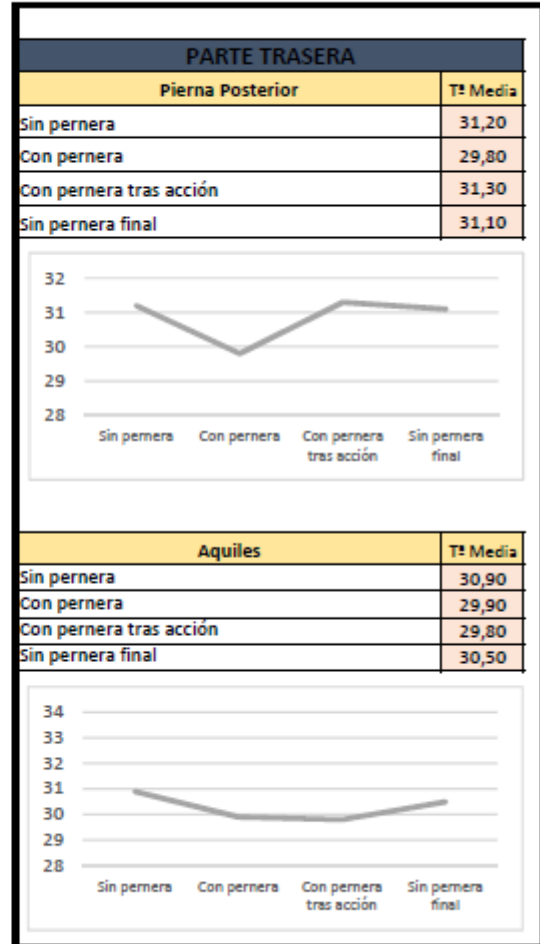 PARTE TRASERA
Pierna Posterior Tª Media
Sin pernera 31,20
Con pernera 29,80
Con pernera tras acción 31,30
Sin pernera final 31,10
32
31
30
29
28
Sin pernera Con pernera Con pernera Sin pernera
tras acción final
Aquiles Tª Media
Sin pernera 30,90
Con pernera 29,90
Con pernera tras acción 29,80
Sin pernera final 30,50
34
33
32
31
30
29
28
Sin pernera Con pernera Con pernera Sin pernera
tras acción final